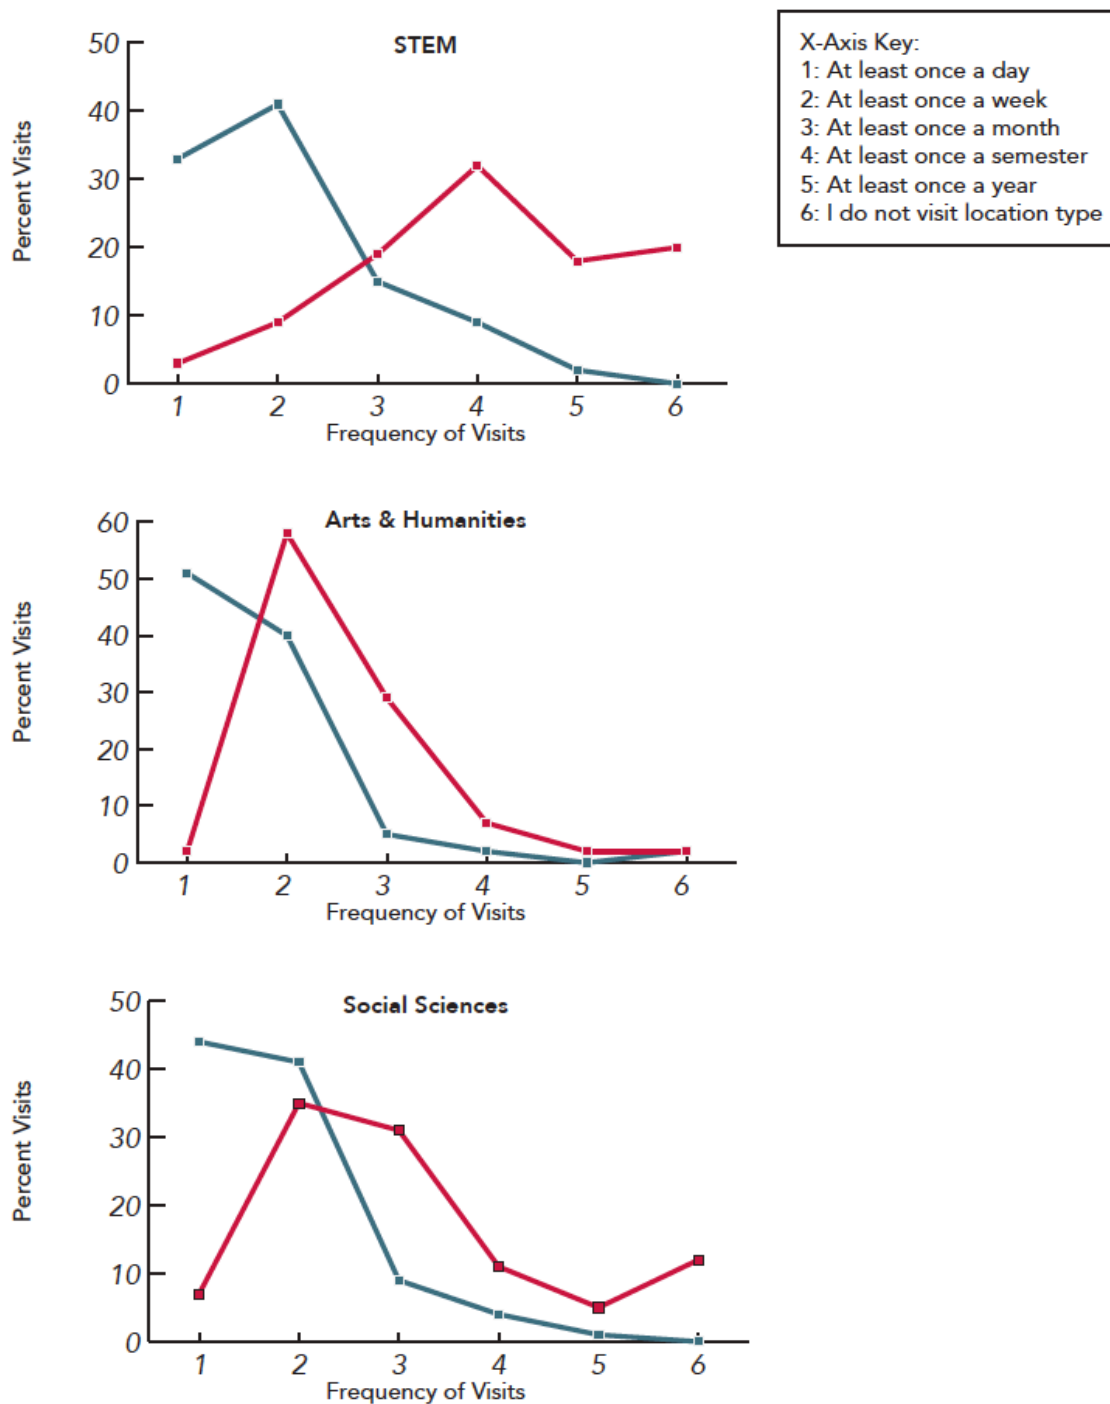 STEM
50
40
30
20
10
0
Percent Visits
1 2 3 4 5 6
Frequency of Visits
X-Axis Key:
1: At least once a day
2: At least once a week
3: At least once a month
4: At least once a semester
5: At least once a year
6: I do not visit location type
Arts & Humanities
60
50
40
30
20
10
0
Percent Visits
1 2 3 4 5 6
Frequency of Visits
Social Sciences
50
40
30
20
10
0
Percent Visits
1 2 3 4 5 6
Frequency of Visits